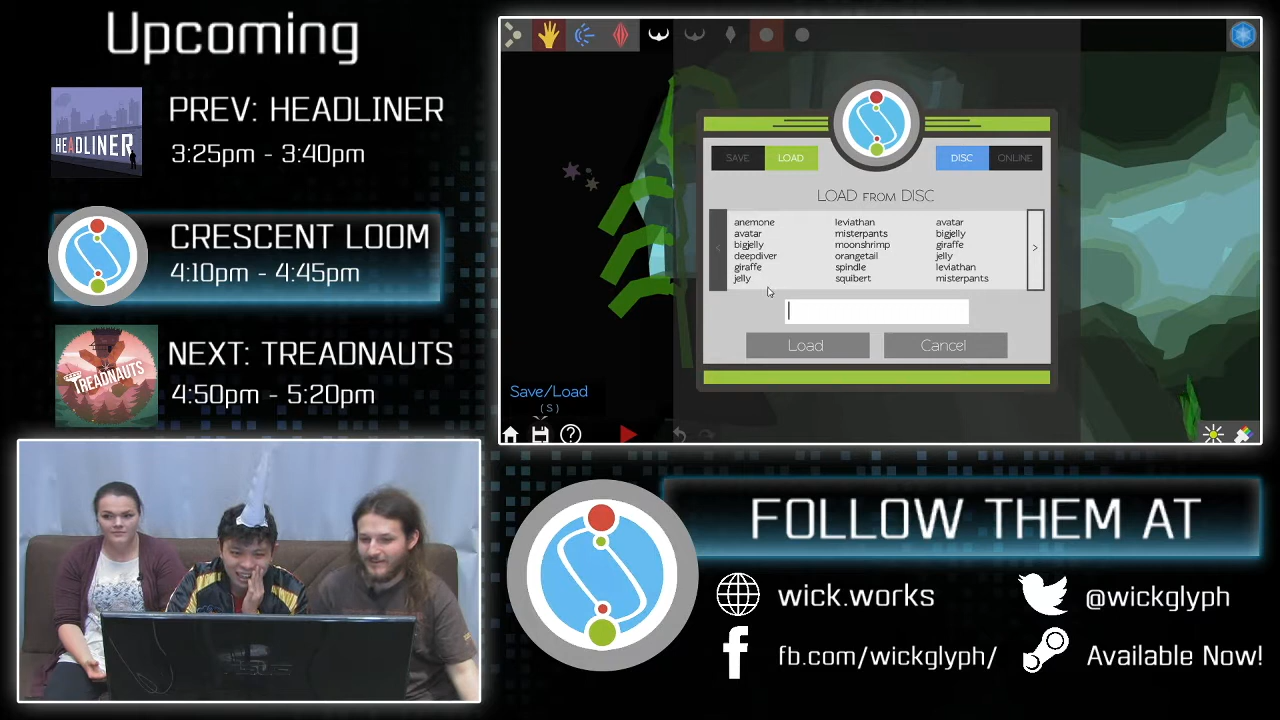 Upcoming
HEADLINER
PREV: HEADLINER
3:25pm - 3:40pm
CRESCENT LOOM
4:10pm - 4:45pm
TREADNAUTS
NEXT: TREADNAUTS
4:50pm - 5:20pm
SAVE
LOAD
DISC
ONLINE
LOAD from DISC
anemone
avatar
bigjelly
deepdiver
giraffe
jelly
leviathan
misterpants
moonshrimp
orangetail
spindle
squibert
avatar
bigjelly
giraffe
jelly
leviathan
misterpants
<
>
Load
Cancel
Save/Load
(S)
?
FOLLOW THEM AT
wick.works
@wickglyph
fb.com/wickglyph/
Available Now!